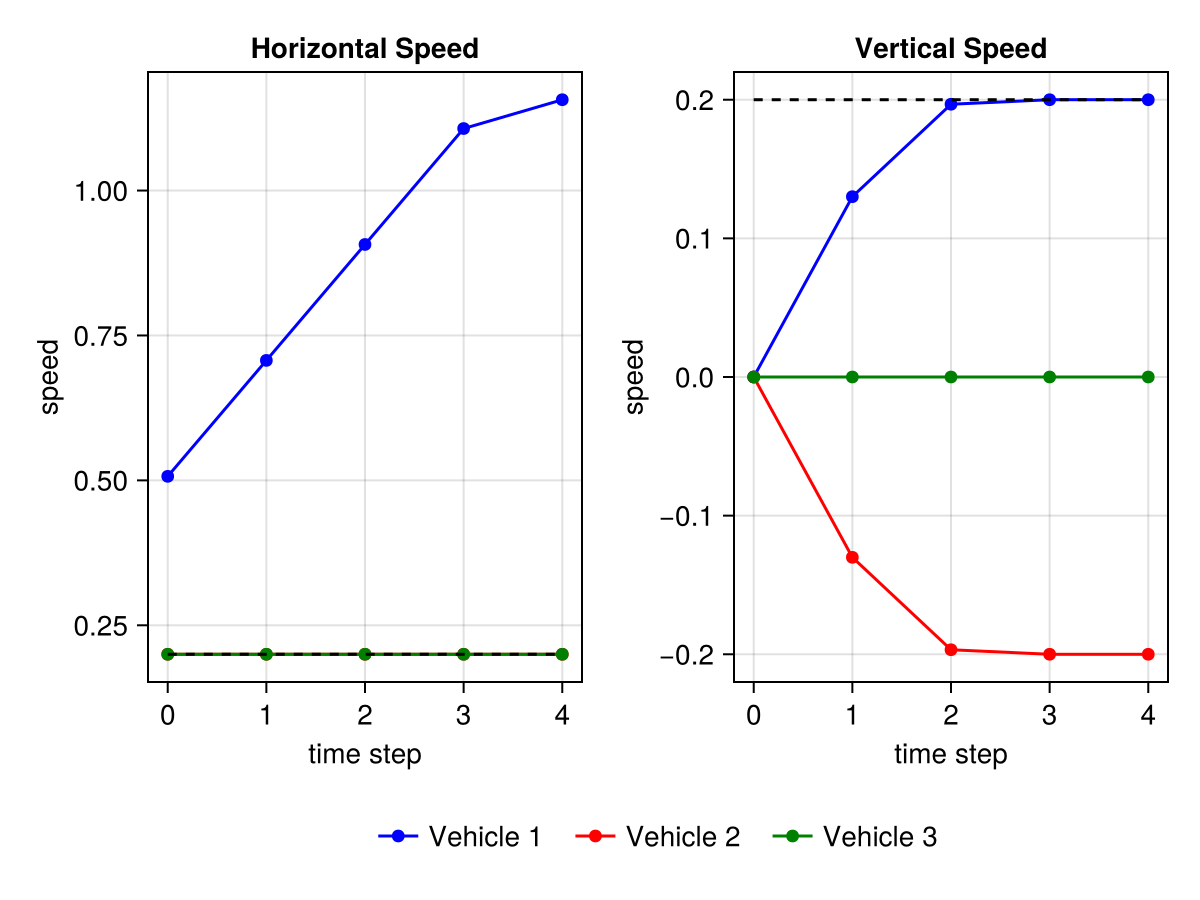 Horizontal Speed
speed
1.00
0.75
0.50
0.25
0 1 2 3 4
time step
Vertical Speed
speed
0.2
0.1
0.0
−0.1
−0.2
0 1 2 3 4
time step
Vehicle 1 Vehicle 2 Vehicle 3